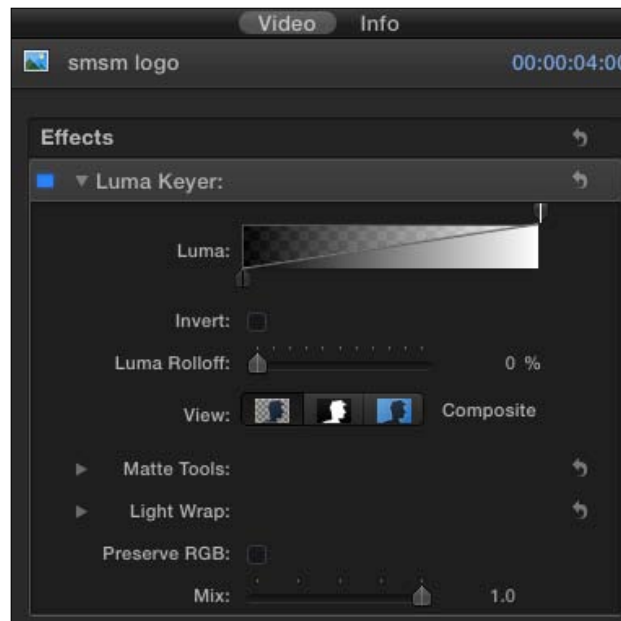 Video Info
smsm logo 00:00:04:00
Effects
Luma Keyer:
Luma:
Invert:
Luma Rolloff: 0 %
View: Composite
Matte Tools:
Light Wrap:
Preserve RGB:
Mix: 1.0